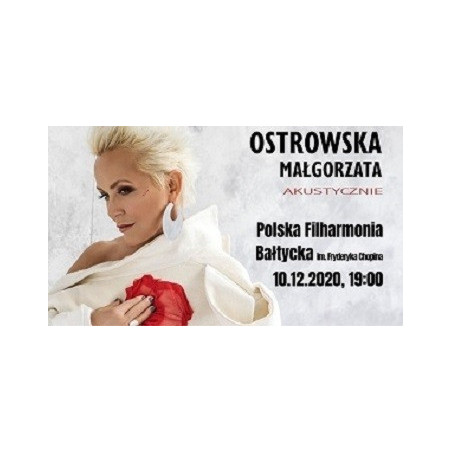 OSTROWSKA
MAŁGORZATA
AKUSTYCZNIE
Polska Filharmonia
Bałtycka im. Fryderyka Chopina
10.12.2020, 19:00